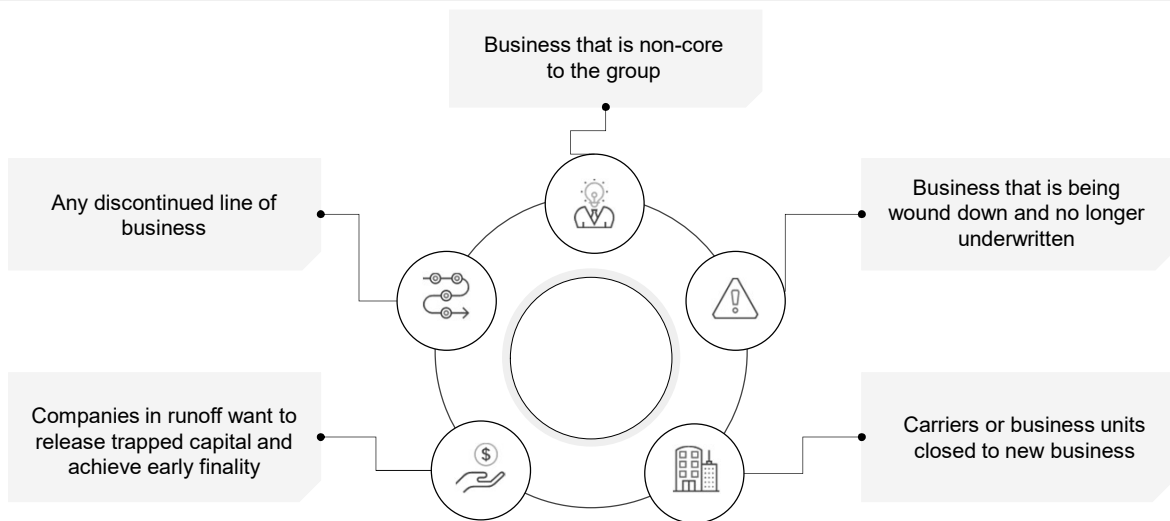 Business that is non-core
to the group
Any discontinued line of
business
Business that is being
wound down and no longer
underwritten
Companies in runoff want to
release trapped capital and
achieve early finality
$
Carriers or business units
closed to new business